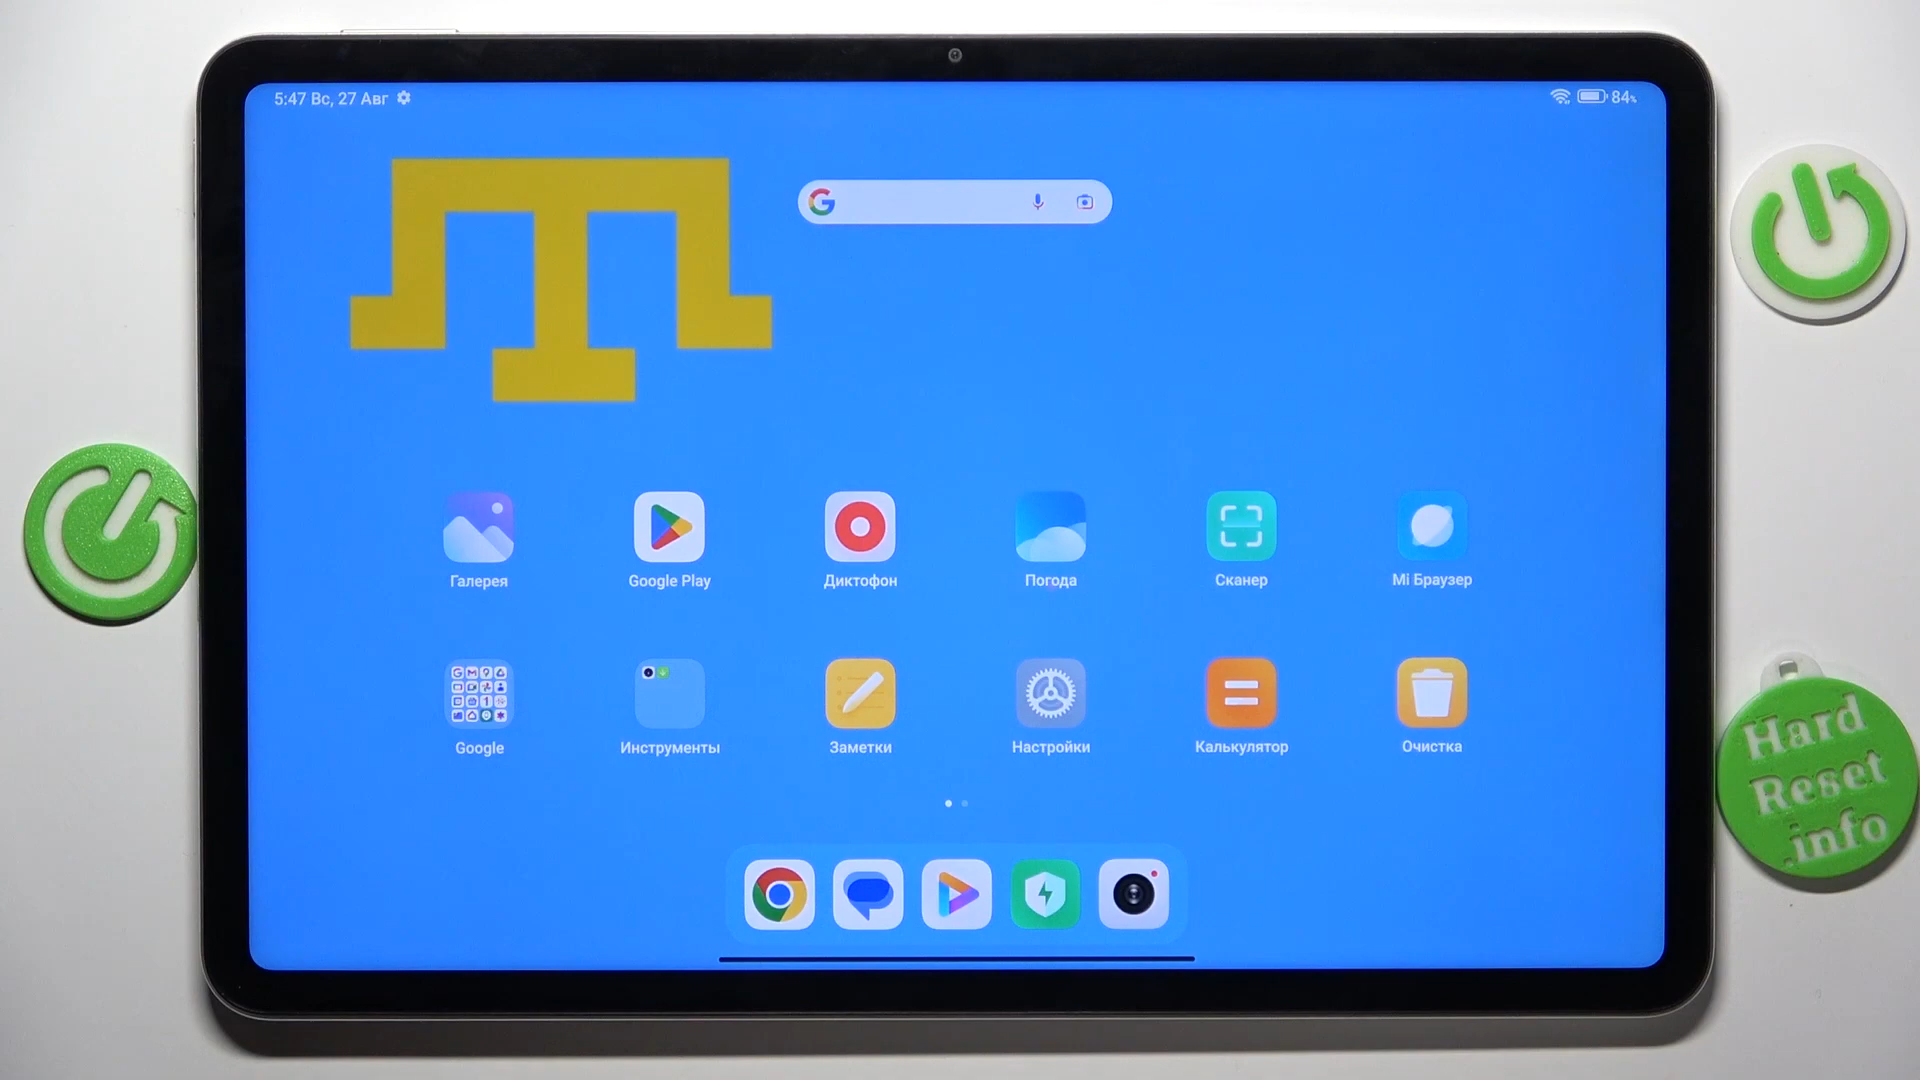 5:47 Вс, 27 Авг
84%
Галерея
Google Play
Диктофон
Погода
Сканер
Mi Браузер
Google
Инструменты
Заметки
Настройки
Калькулятор
Очистка
Hard
Reset
.info